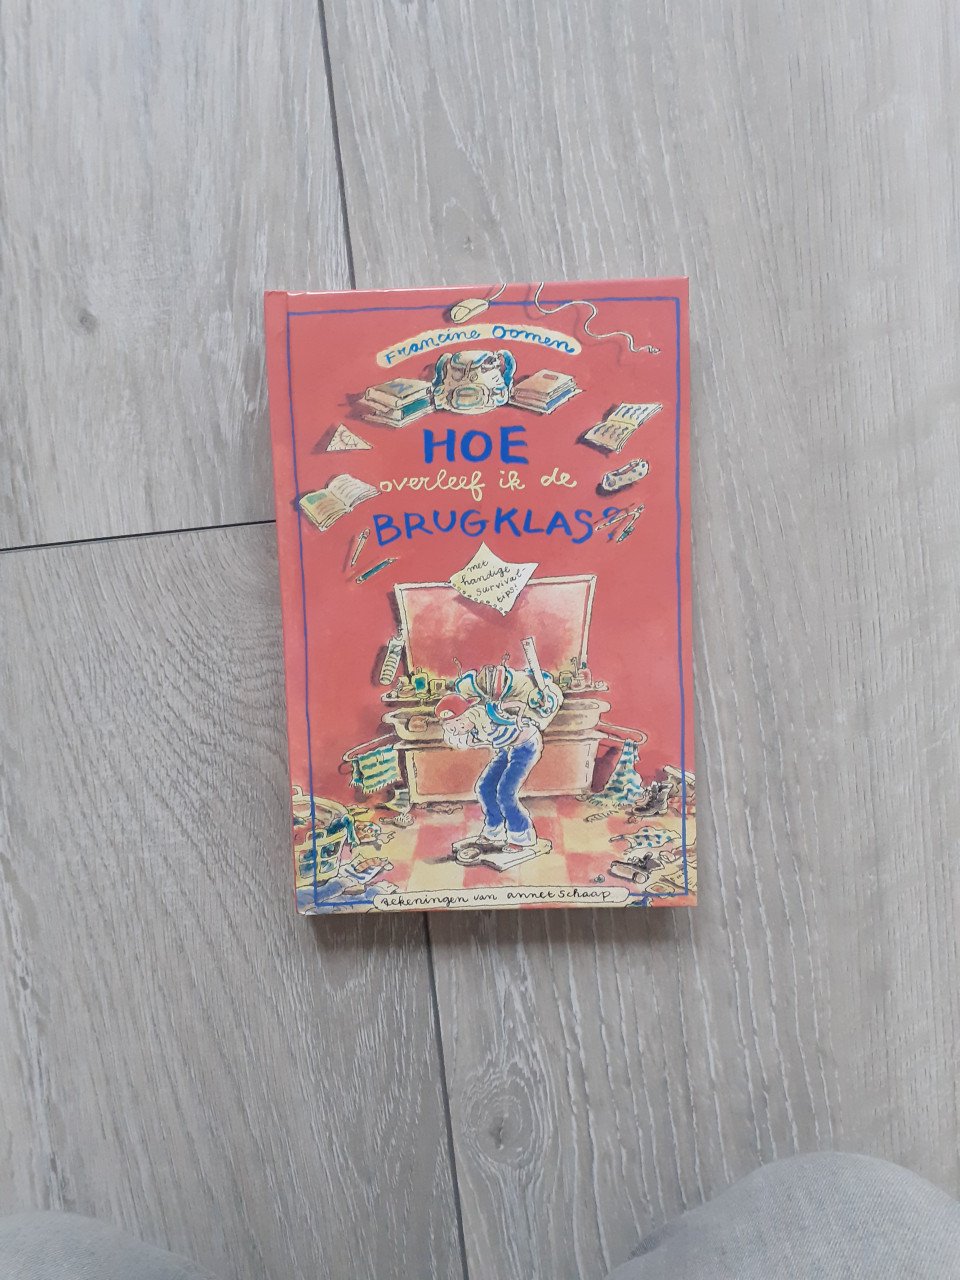 Francine Oomen
HOE
overleef ik de
BRUGKLAS?
met
handige
survival
tips!
tekeningen van annet schaap